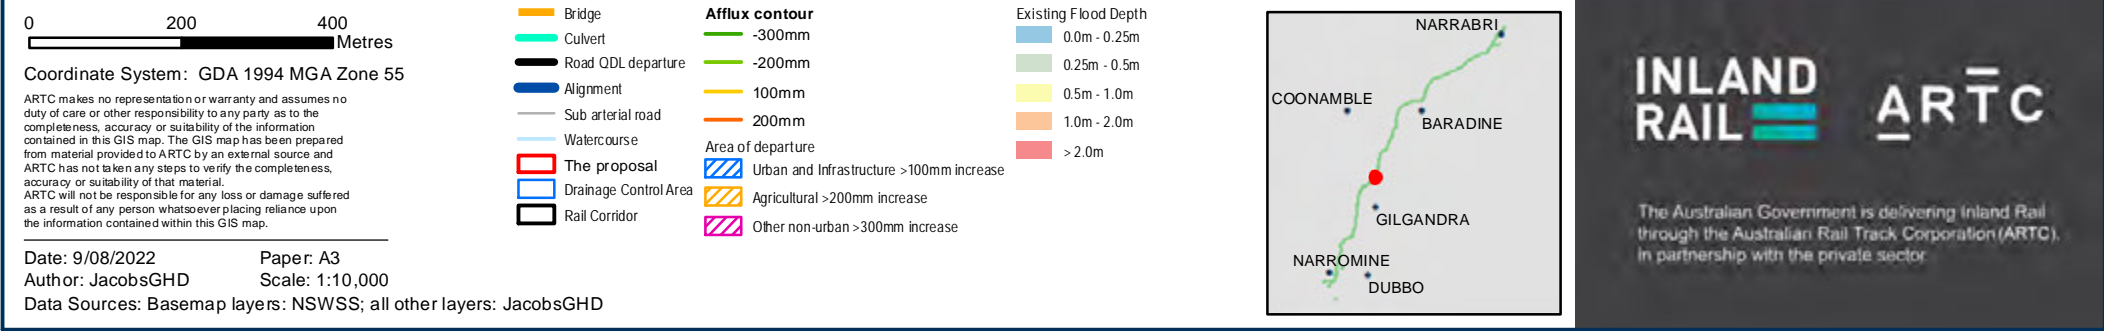 0 200 400
Metres
Coordinate System: GDA 1994 MGA Zone 55
ARTC makes no representation or warranty and assumes no
duty of care or other responsibility to any party as to the
completeness, accuracy or suitability of the information
contained in this GIS map. The GIS map has been prepared
from material provided to ARTC by an external source and
ARTC has not taken any steps to verify the completeness,
accuracy or suitability of that material.
ARTC will not be responsible for any loss or damage suffered
as a result of any person whatsoever placing reliance upon
the information contained within this GIS map.
Date: 9/08/2022 Paper: A3
Author: JacobsGHD Scale: 1:10,000
Data Sources: Basemap layers: NSWSS; all other layers: JacobsGHD
Bridge
Culvert
Road QDL departure
Alignment
Sub arterial road
Watercourse
The proposal
Drainage Control Area
Rail Corridor
Afflux contour
-300mm
-200mm
100mm
200mm
Area of departure
Urban and Infrastructure >100mm increase
Agricultural >200mm increase
Other non-urban >300mm increase
Existing Flood Depth
0.0m - 0.25m
0.25m - 0.5m
0.5m - 1.0m
1.0m - 2.0m
> 2.0m
NARRABRI
COONAMBLE
BARADINE
GILGANDRA
NARROMINE
DUBBO
INLAND
RAIL
ARTC
The Australian Government is delivering Inland Rail
through the Australian Rail Track Corporation (ARTC),
in partnership with the private sector.